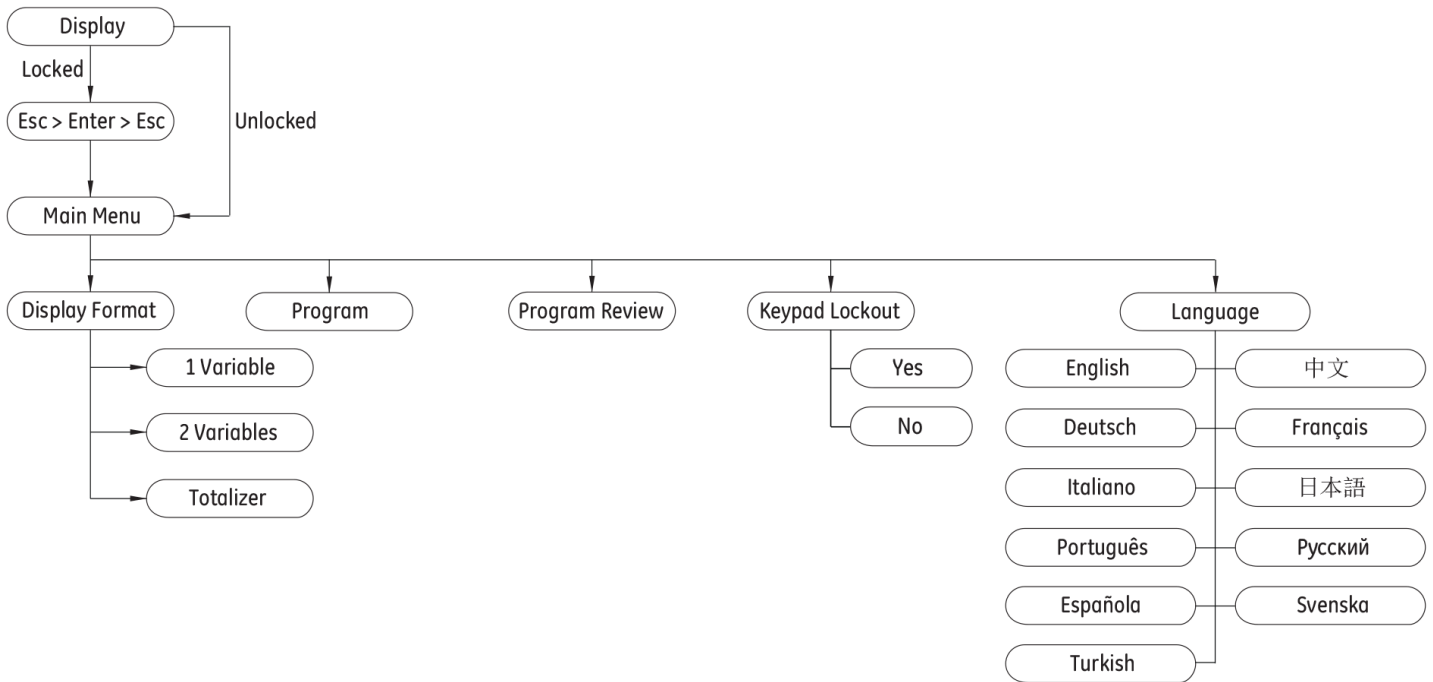 Display
Locked
Esc > Enter > Esc
Unlocked
Main Menu
Display Format
Program
Program Review
Keypad Lockout
Language
1 Variable
2 Variables
Totalizer
Yes
No
English
中文
Deutsch
Français
Italiano
日本語
Português
Русский
Española
Svenska
Turkish